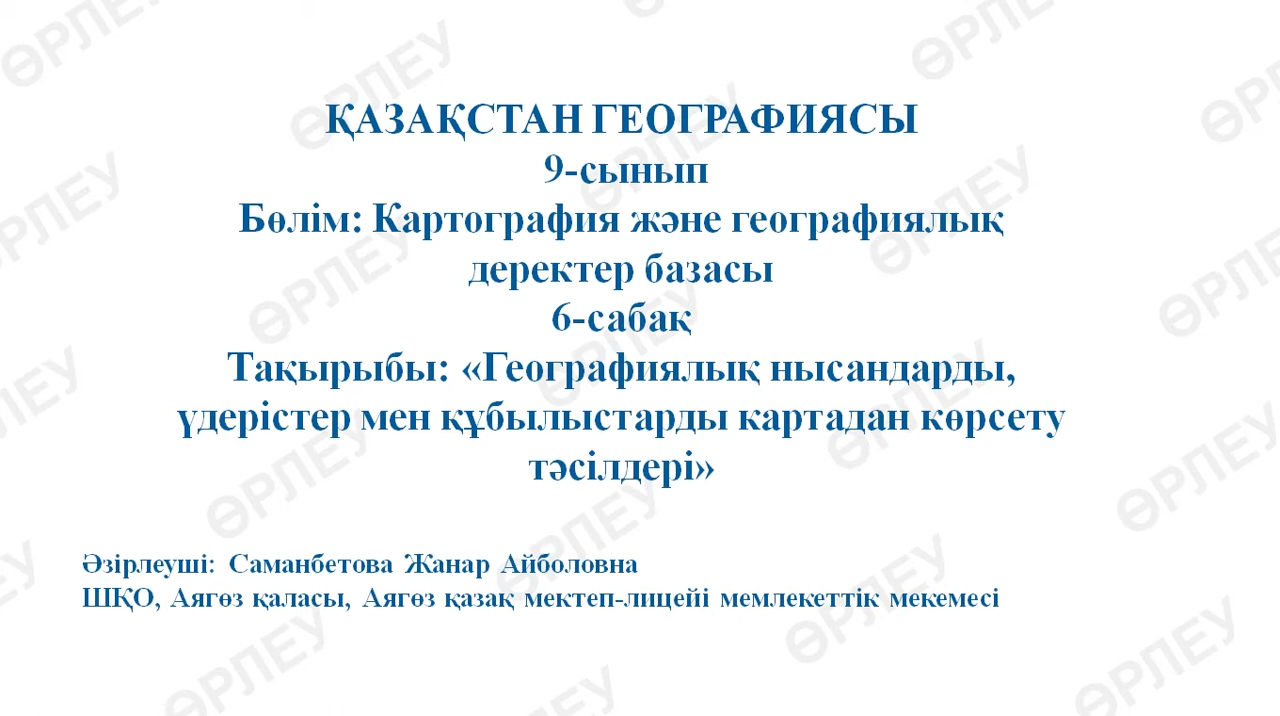 ҚАЗАҚСТАН ГЕОГРАФИЯСЫ
9-сынып
Бөлім: Картография және географиялық
деректер базасы
6-сабақ
Тақырыбы: «Географиялық нысандарды,
үдерістер мен құбылыстарды картадан көрсету
тәсілдері»
Әзірлеуші: Саманбетова Жанар Айболовна
ШҚО, Аягөз қаласы, Аягөз қазақ мектеп-лицейі мемлекеттік мекемесі
ӨРЛЕУ